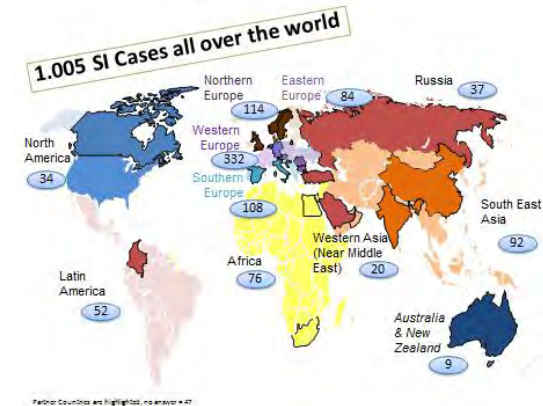 1.005 SI Cases all over the world
Northern
Europe
114
Eastern
Europe
84
Russia
37
North
America
34
Western
Europe
332
Southern
Europe
108
South East
Asia
92
Western Asia
(Near Middle
East)
20
Africa
76
Latin
America
52
Australia
& New
Zealand
9
Partner Countries are highlighted, no answer = 47